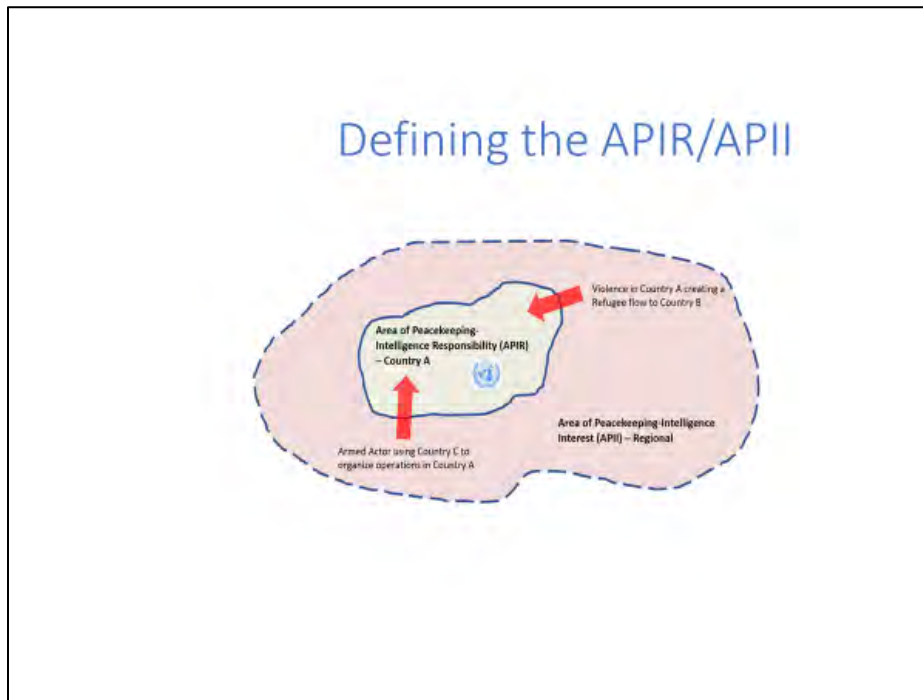 Defining the APIR/APII
Violence in Country A creating a
Refugee flow to Country B
Area of Peacekeeping-
Intelligence Responsibility (APIR)
– Country A
Area of Peacekeeping-Intelligence
Interest (APII) – Regional
Armed Actor using Country C to
organize operations in Country A